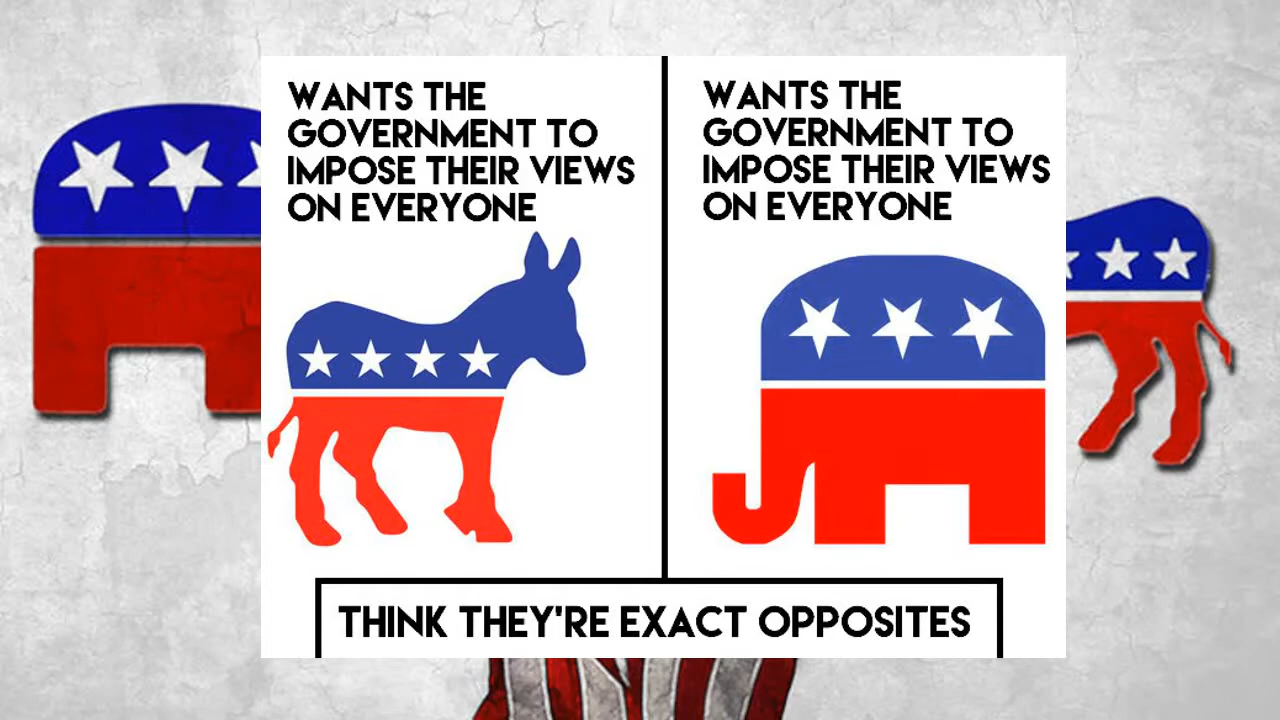 WANTS THE
GOVERNMENT TO
IMPOSE THEIR VIEWS
ON EVERYONE
WANTS THE
GOVERNMENT TO
IMPOSE THEIR VIEWS
ON EVERYONE
THINK THEY'RE EXACT OPPOSITES